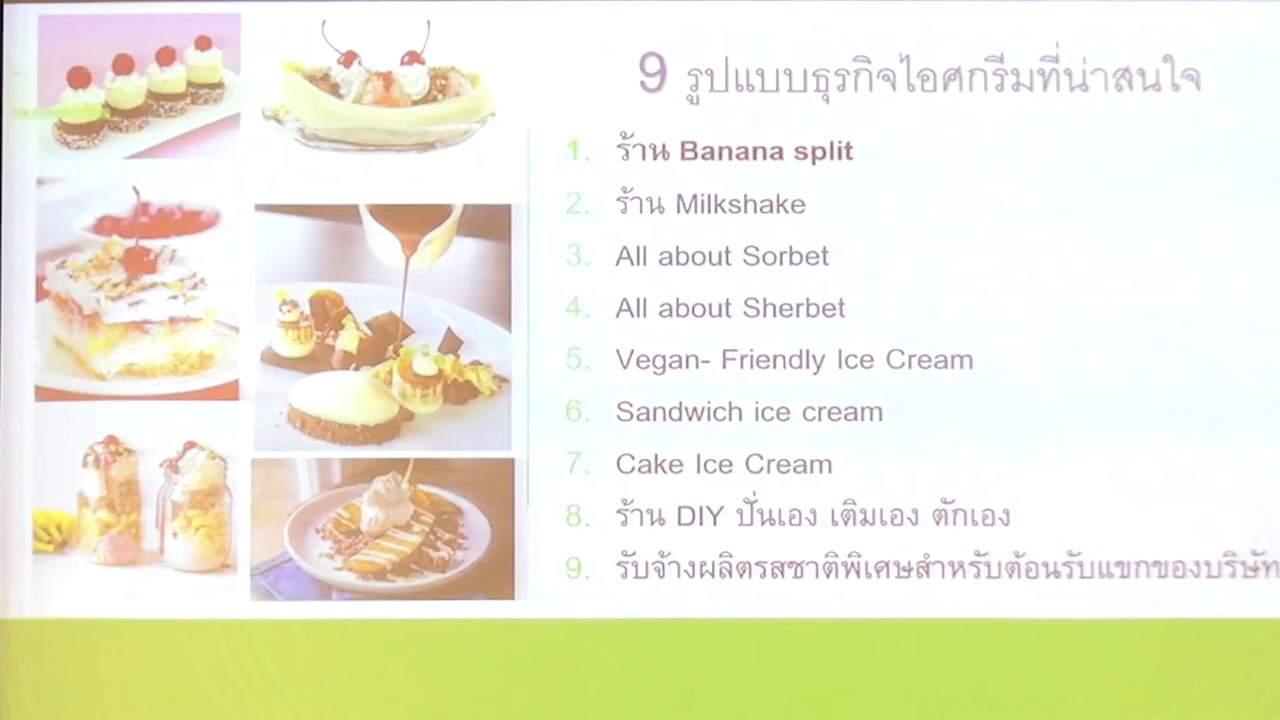 9 รูปแบบธุรกิจไอศกรีมที่น่าสนใจ
1. ร้าน Banana split
2. ร้าน Milkshake
3. All about Sorbet
4. All about Sherbet
5. Vegan- Friendly Ice Cream
6. Sandwich ice cream
7. Cake Ice Cream
8. ร้าน DIY ปั่นเอง เติมเอง ตักเอง
9. รับจ้างผลิตรสชาติพิเศษสำหรับต้อนรับแขกของบริษัท